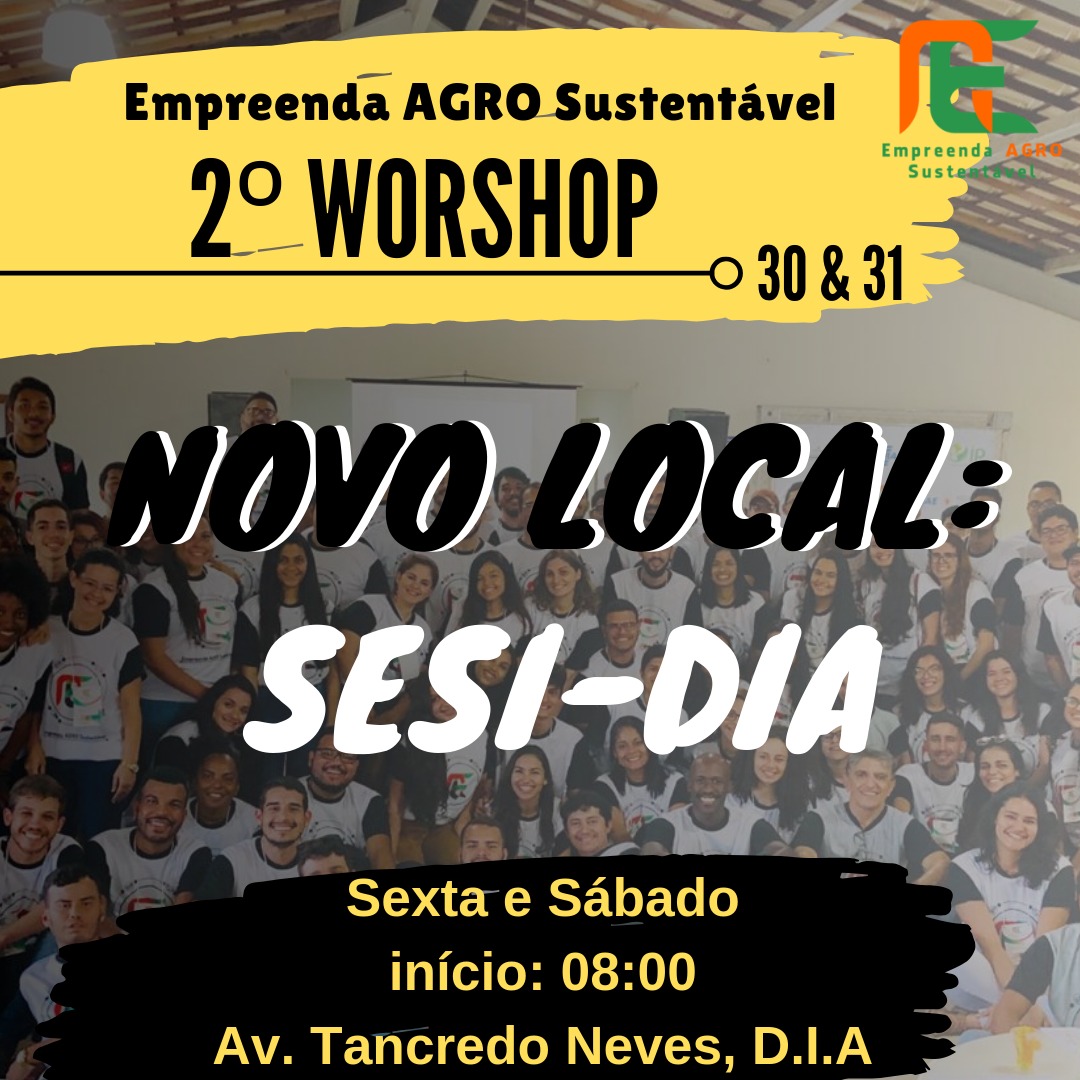 Empreenda AGRO Sustentável
2º WORSHOP
30 & 31
Empreenda AGRO
Sustentável
NOVO LOCAL:
SESI-DIA
Sexta e Sábado
início: 08:00
Av. Tancredo Neves, D.I.A